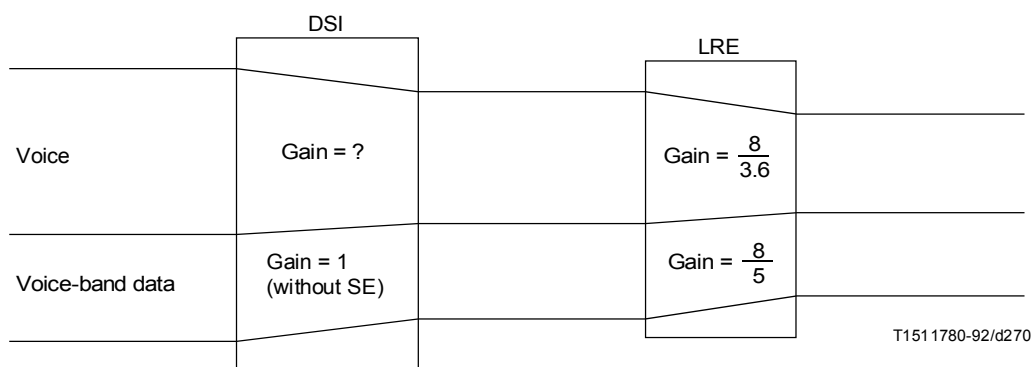 DSI
LRE
Voice
Gain = ?
Gain = 8/3.6
Voice-band data
Gain = 1
(without SE)
Gain = 8/5
T1511780-92/d270